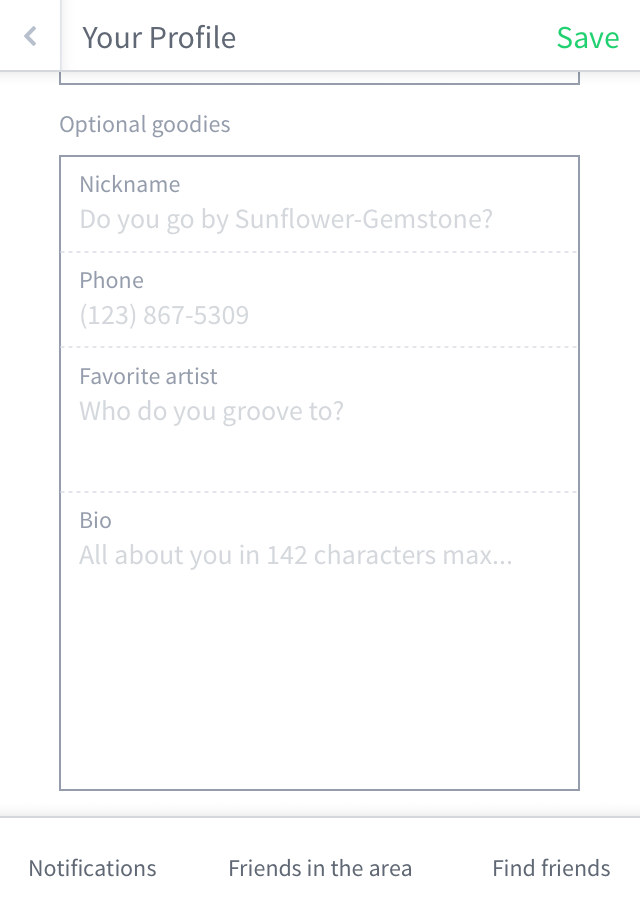 Your Profile
Save
Optional goodies
Nickname
Do you go by Sunflower-Gemstone?
Phone
(123) 867-5309
Favorite artist
Who do you groove to?
Bio
All about you in 142 characters max...
Notifications
Friends in the area
Find friends